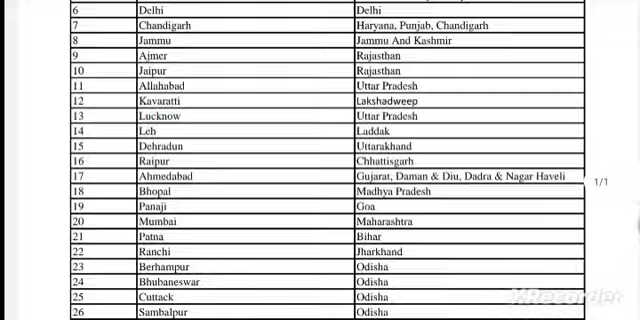 6 Delhi Delhi
7 Chandigarh Haryana, Punjab, Chandigarh
8 Jammu Jammu And Kashmir
9 Ajmer Rajasthan
10 Jaipur Rajasthan
11 Allahabad Uttar Pradesh
12 Kavaratti Lakshadweep
13 Lucknow Uttar Pradesh
14 Leh Laddak
15 Dehradun Uttarakhand
16 Raipur Chhattisgarh
17 Ahmedabad Gujarat, Daman & Diu, Dadra & Nagar Haveli
1/1
18 Bhopal Madhya Pradesh
19 Panaji Goa
20 Mumbai Maharashtra
21 Patna Bihar
22 Ranchi Jharkhand
23 Berhampur Odisha
24 Bhubaneswar Odisha
25 Cuttack Odisha
XRecorder
26 Sambalpur Odisha